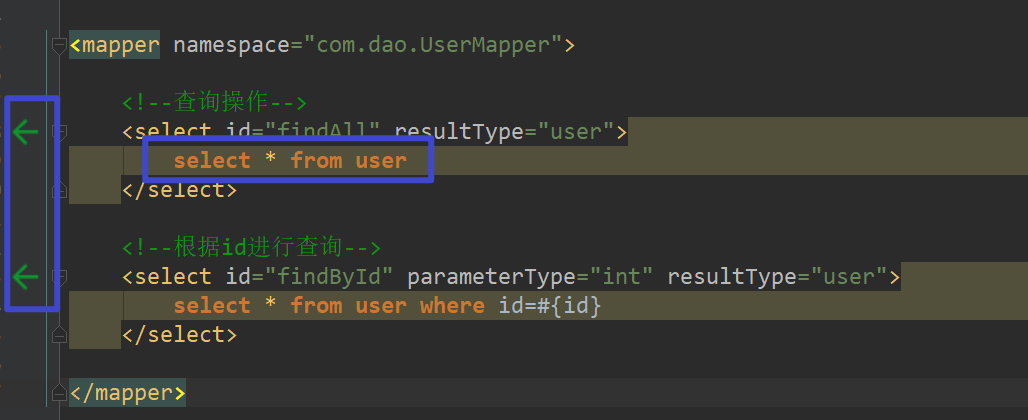 <mapper namespace="com.dao.UserMapper">
<!--查询操作-->
<select id="findAll" resultType="user">
select * from user
</select>
<!--根据id进行查询-->
<select id="findById" parameterType="int" resultType="user">
select * from user where id=#{id}
</select>
</mapper>